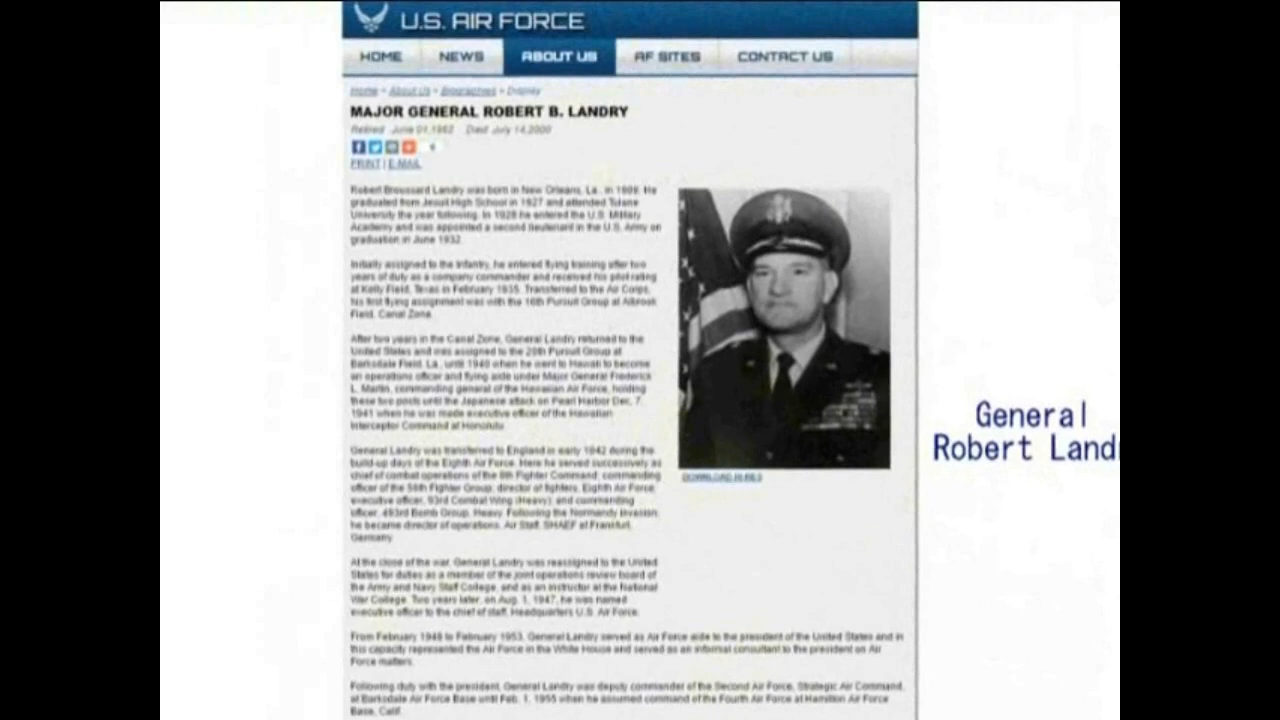 U.S. AIR FORCE
HOME NEWS ABOUT US AF SITES CONTACT US
Home > About Us > Biographies > Display
MAJOR GENERAL ROBERT B. LANDRY
Retired June 01,1962 Died July 14,2000
PRINT | E-MAIL
Robert Broussard Landry was born in New Orleans, La., in 1909. He
graduated from Jesuit High School in 1927 and attended Tulane
University the year following. In 1928 he entered the U.S. Military
Academy and was appointed a second lieutenant in the U.S. Army on
graduation in June 1932.
Initially assigned to the Infantry, he entered flying training after two
years of duty as a company commander and received his pilot rating
at Kelly Field, Texas in February 1935. Transferred to the Air Corps,
his first flying assignment was with the 16th Pursuit Group at Albrook
Field, Canal Zone.
After two years in the Canal Zone, General Landry returned to the
United States and was assigned to the 20th Pursuit Group at
Barksdale Field, La., until 1940 when he went to Hawaii to become
an operations officer and flying aide under Major General Frederick
L. Martin, commanding general of the Hawaiian Air Force, holding
these two posts until the Japanese attack on Pearl Harbor Dec. 7,
1941 when he was made executive officer of the Hawaiian
Interceptor Command at Honolulu.
General Landry was transferred to England in early 1942 during the
build-up days of the Eighth Air Force. Here he served successively as
chief of combat operations of the 8th Fighter Command; commanding
officer of the 56th Fighter Group; director of fighters, Eighth Air Force;
executive officer, 93rd Combat Wing (Heavy); and commanding
officer, 493rd Bomb Group, Heavy. Following the Normandy invasion,
he became director of operations, Air Staff, SHAEF at Frankfurt,
Germany.
At the close of the war, General Landry was reassigned to the United
States for duties as a member of the joint operations review board of
the Army and Navy Staff College, and as an instructor at the National
War College. Two years later, on Aug. 1, 1947, he was named
executive officer to the chief of staff, Headquarters U.S. Air Force.
From February 1948 to February 1953, General Landry served as Air Force aide to the president of the United States and in
this capacity represented the Air Force in the White House and served as an informal consultant to the president on Air
Force matters.
Following duty with the president, General Landry was deputy commander of the Second Air Force, Strategic Air Command,
at Barksdale Air Force Base until Feb. 1, 1955 when he assumed command of the Fourth Air Force at Hamilton Air Force
Base, Calif.
DOWNLOAD HI-RES
General
Robert Land